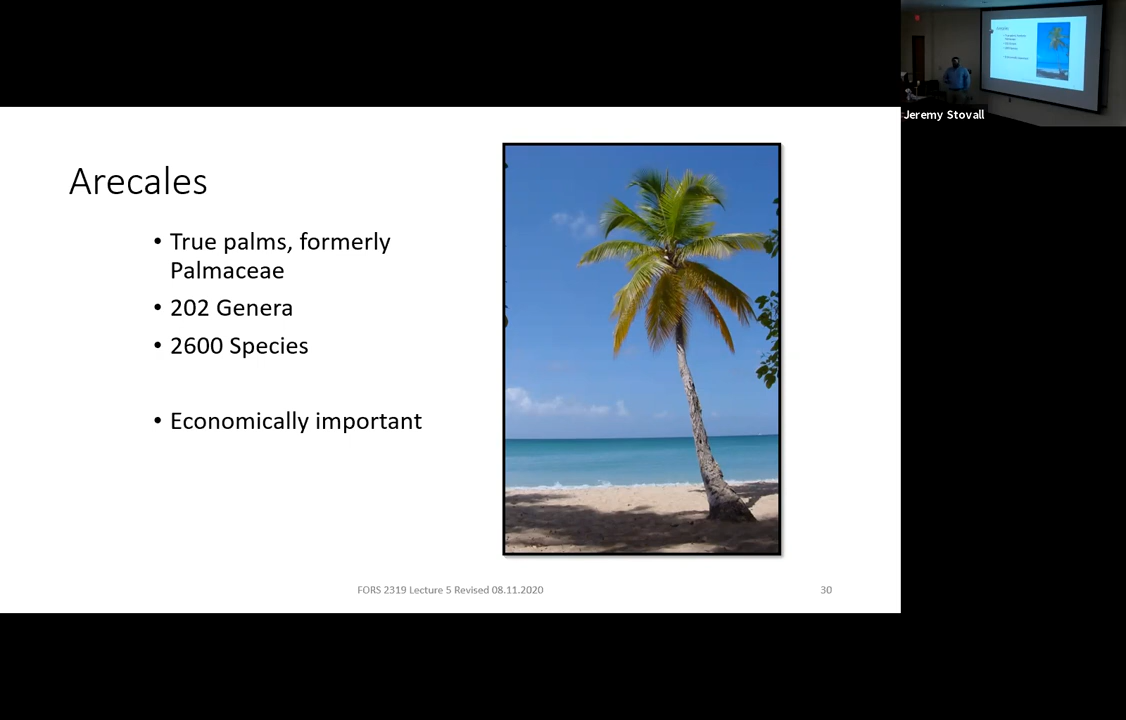 Arecales
• True palms, formerly
Palmaceae
• 202 Genera
• 2600 Species
• Economically important
FORS 2319 Lecture 5 Revised 08.11.2020
30
Jeremy Stovall